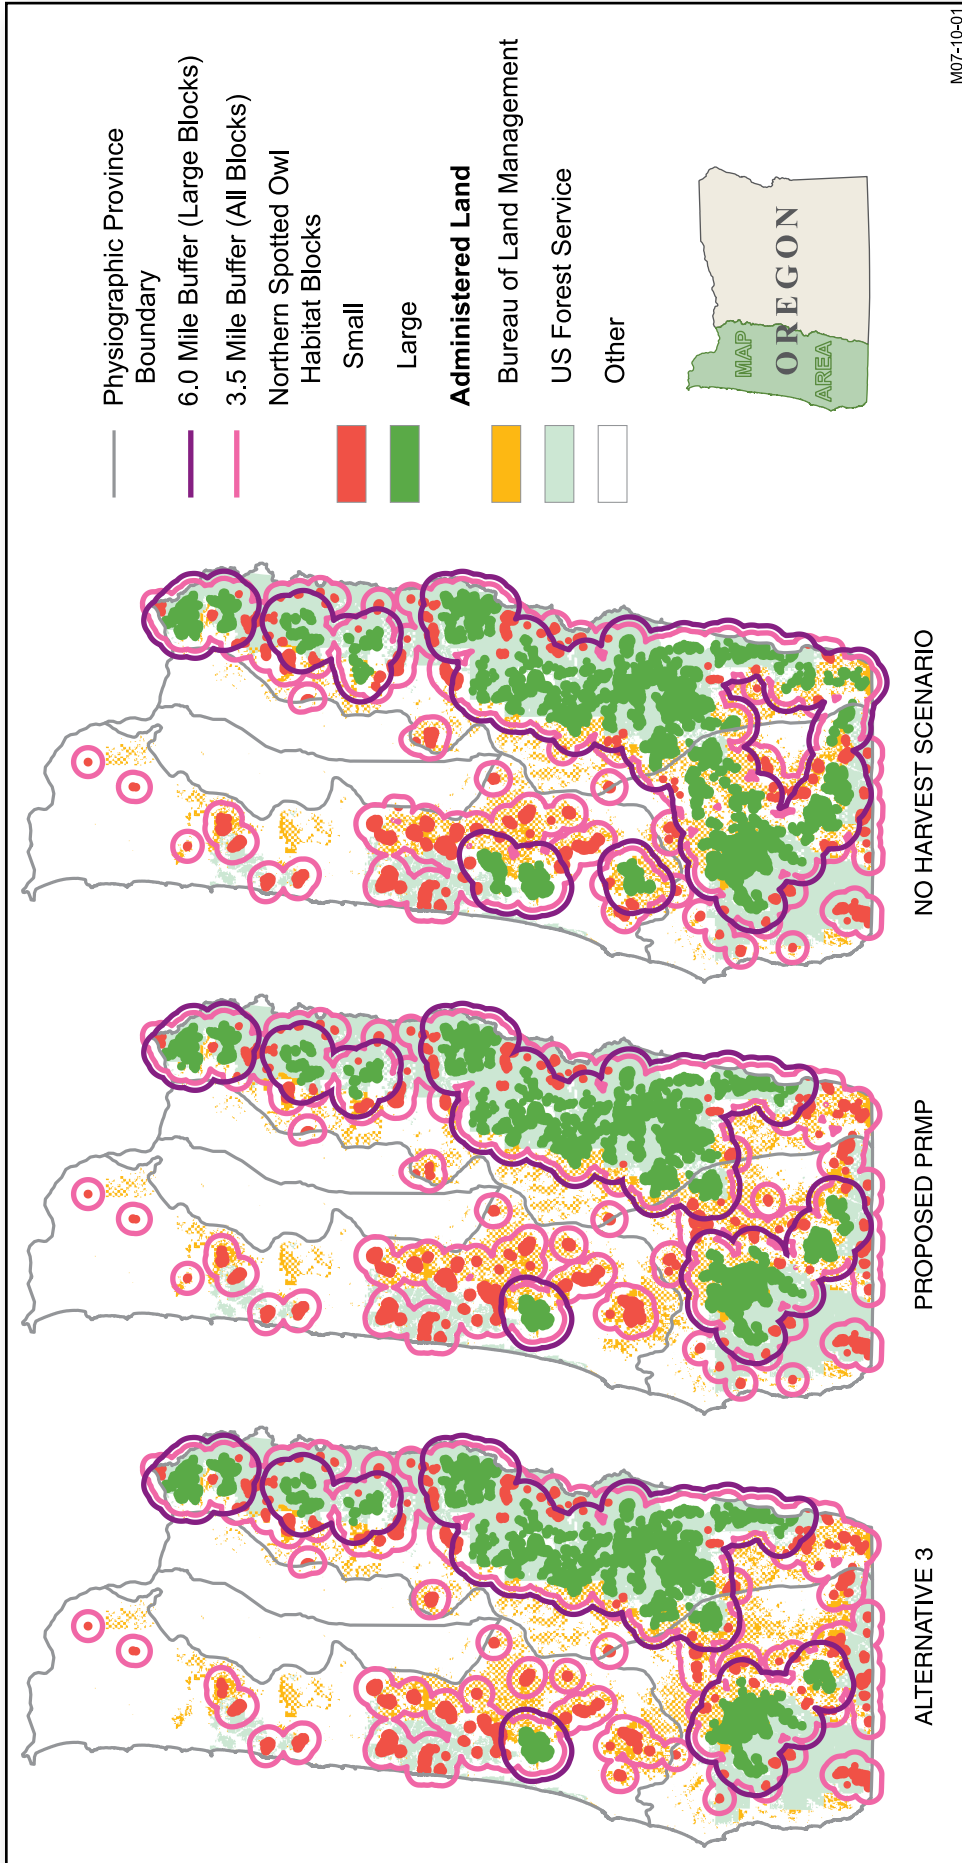 Physiographic Province
Boundary
6.0 Mile Buffer (Large Blocks)
3.5 Mile Buffer (All Blocks)
Northern Spotted Owl
Habitat Blocks
Small
Large
Administered Land
Bureau of Land Management
US Forest Service
Other
MAP
AREA
OREGON
ALTERNATIVE 3
PROPOSED PRMP
NO HARVEST SCENARIO
M07-10-01